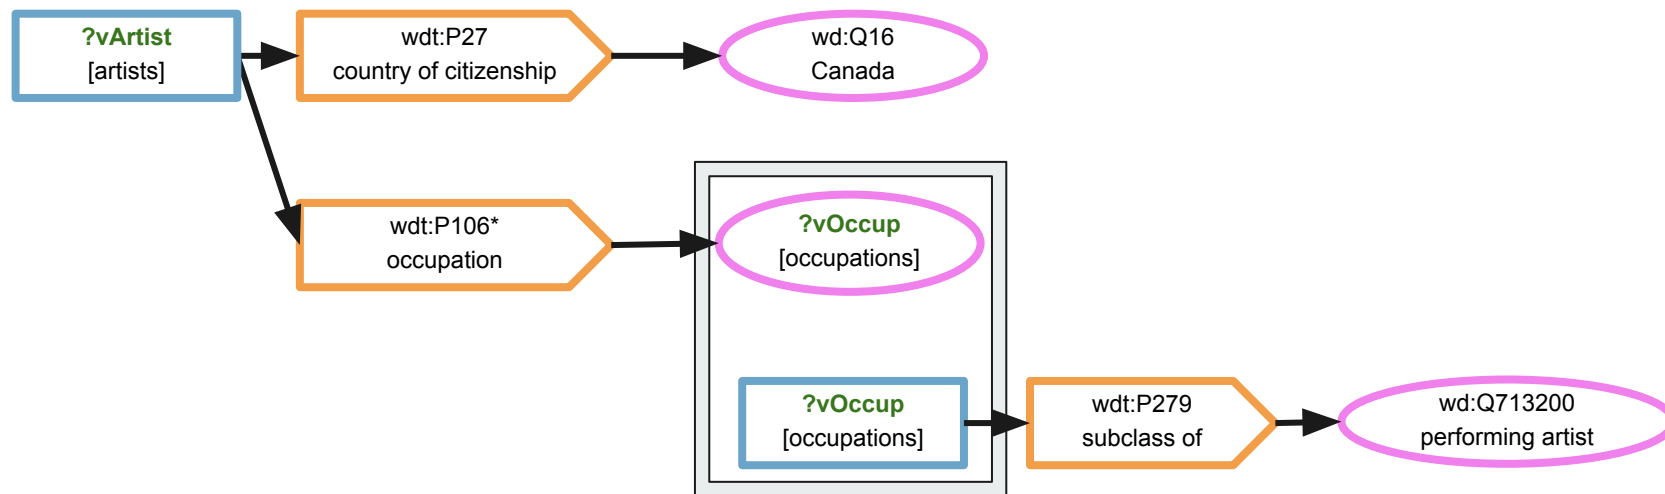 ?vArtist
[artists]
wdt:P27
country of citizenship
wd:Q16
Canada
wdt:P106*
occupation
?vOccup
[occupations]
?vOccup
[occupations]
wdt:P279
subclass of
wd:Q713200
performing artist